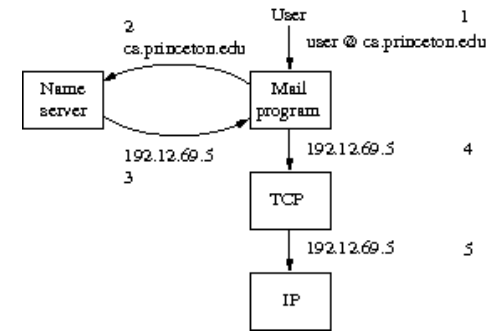 User
1
user @ cs.princeton.edu
2
cs.princeton.edu
Name
server
Mail
program
192.12.69.5
3
192.12.69.5
4
TCP
192.12.69.5
5
IP